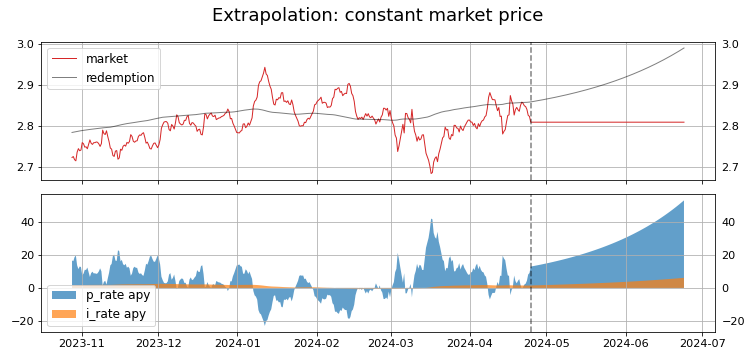 Extrapolation: constant market price
3.0 3.0
market
redemption
2.9 2.9
2.8 2.8
2.7 2.7
40 40
20 20
0 0
p_rate apy
i_rate apy
−20 −20
2023-11 2023-12 2024-01 2024-02 2024-03 2024-04 2024-05 2024-06 2024-07